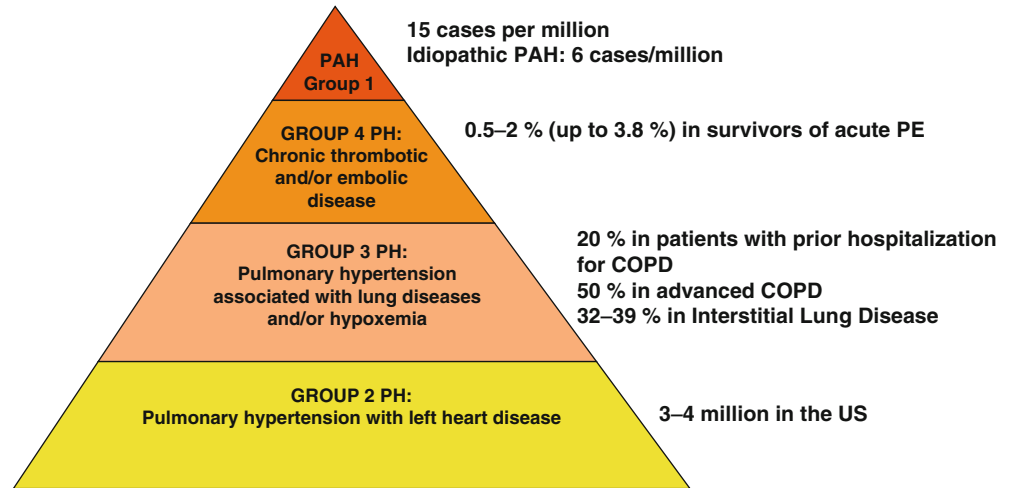 PAH
Group 1
15 cases per million
Idiopathic PAH: 6 cases/million
GROUP 4 PH:
Chronic thrombotic
and/or embolic
disease
0.5–2 % (up to 3.8 %) in survivors of acute PE
GROUP 3 PH:
Pulmonary hypertension
associated with lung diseases
and/or hypoxemia
20 % in patients with prior hospitalization
for COPD
50 % in advanced COPD
32–39 % in Interstitial Lung Disease
GROUP 2 PH:
Pulmonary hypertension with left heart disease
3–4 million in the US